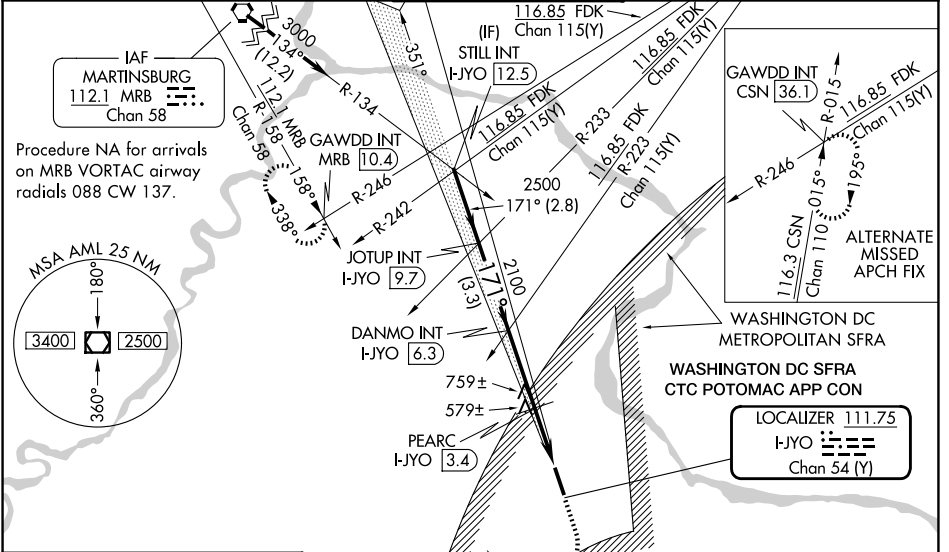 IAF
MARTINSBURG
112.1 MRB
Chan 58
Procedure NA for arrivals
on MRB VORTAC airway
radials 088 CW 137.
MSA AML 25 NM
180°
3400
2500
360°
3000
134°
(12.2)
R-134
112.1 MRB
R-158
Chan 58
158°
338°
GAWDD INT
MRB 10.4
R-246
R-242
351°
(IF)
STILL INT
I-JYO 12.5
116.85 FDK
Chan 115(Y)
116.85 FDK
Chan 115(Y)
116.85 FDK
Chan 115(Y)
R-233
116.85 FDK
R-223
Chan 115(Y)
2500
171° (2.8)
JOTUP INT
I-JYO 9.7
171°
2100
(3.3)
DANMO INT
I-JYO 6.3
759±
579±
PEARC
I-JYO 3.4
GAWDD INT
CSN 36.1
R-015
116.85 FDK
Chan 115(Y)
R-246
015°
195°
116.3 CSN
Chan 110
ALTERNATE
MISSED
APCH FIX
WASHINGTON DC
METROPOLITAN SFRA
WASHINGTON DC SFRA
CTC POTOMAC APP CON
LOCALIZER 111.75
I-JYO
Chan 54 (Y)